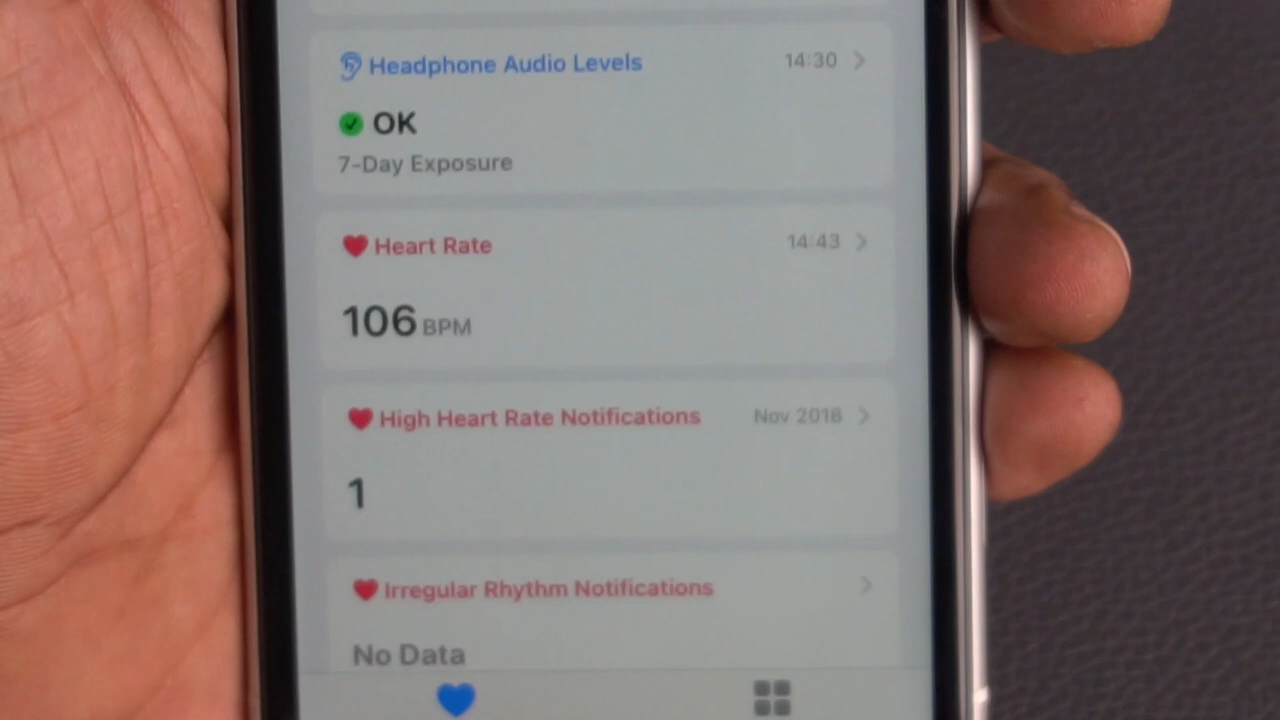 Headphone Audio Levels 14:30
OK
7-Day Exposure
Heart Rate 14:43
106 BPM
High Heart Rate Notifications Nov 2018
1
Irregular Rhythm Notifications
No Data